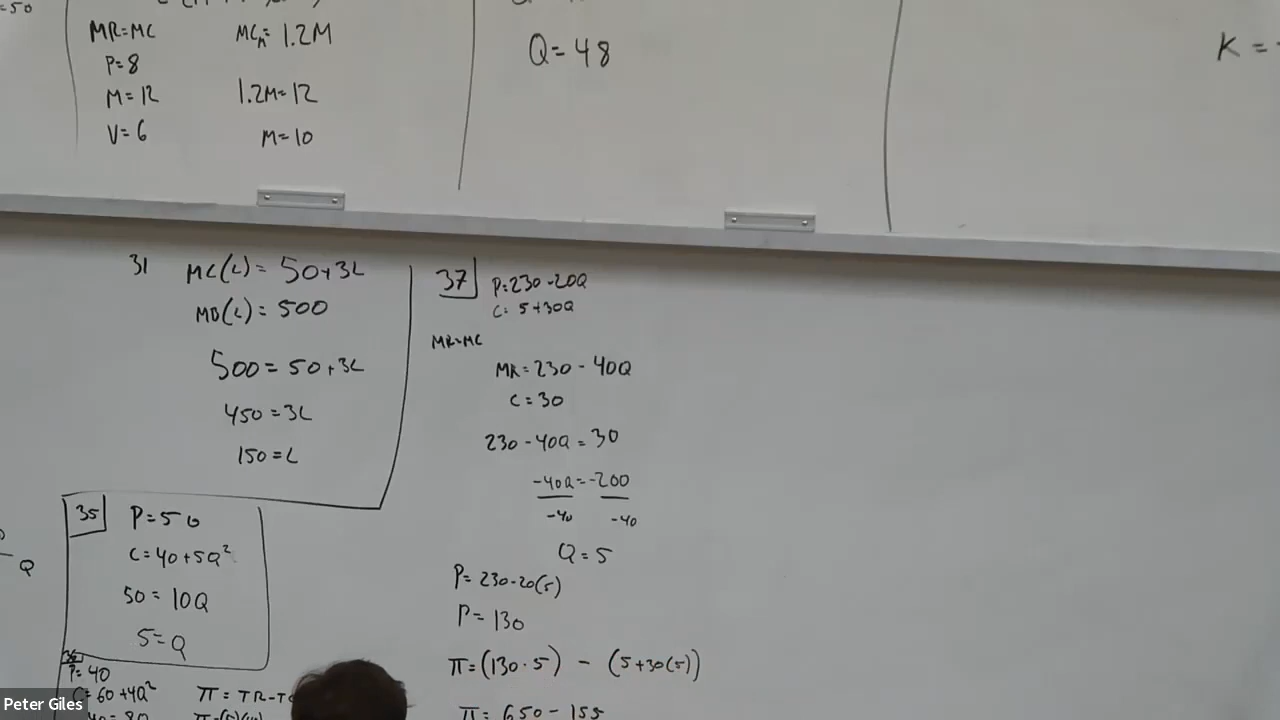 =50
MR=MC
P=8
M=12
V=6
1.2M
1.2M=12
M=10
Q=48
K=
31
MC(L)=50+3L
MB(L)=500
500=50+3L
450=3L
150=L
Q
35
P=50
C=40+5Q²
50=10Q
5=Q
36
P=40
C=60+4Q²
π=TR-TC
37
P=230-20Q
C=5+30Q
MR=MC
MR=230-40Q
C=30
230-40Q=30
-40Q=-200
-40 -40
Q=5
P=230-20(5)
P=130
π=(130·5)-(5+30(5))
π=650-155
Peter Giles